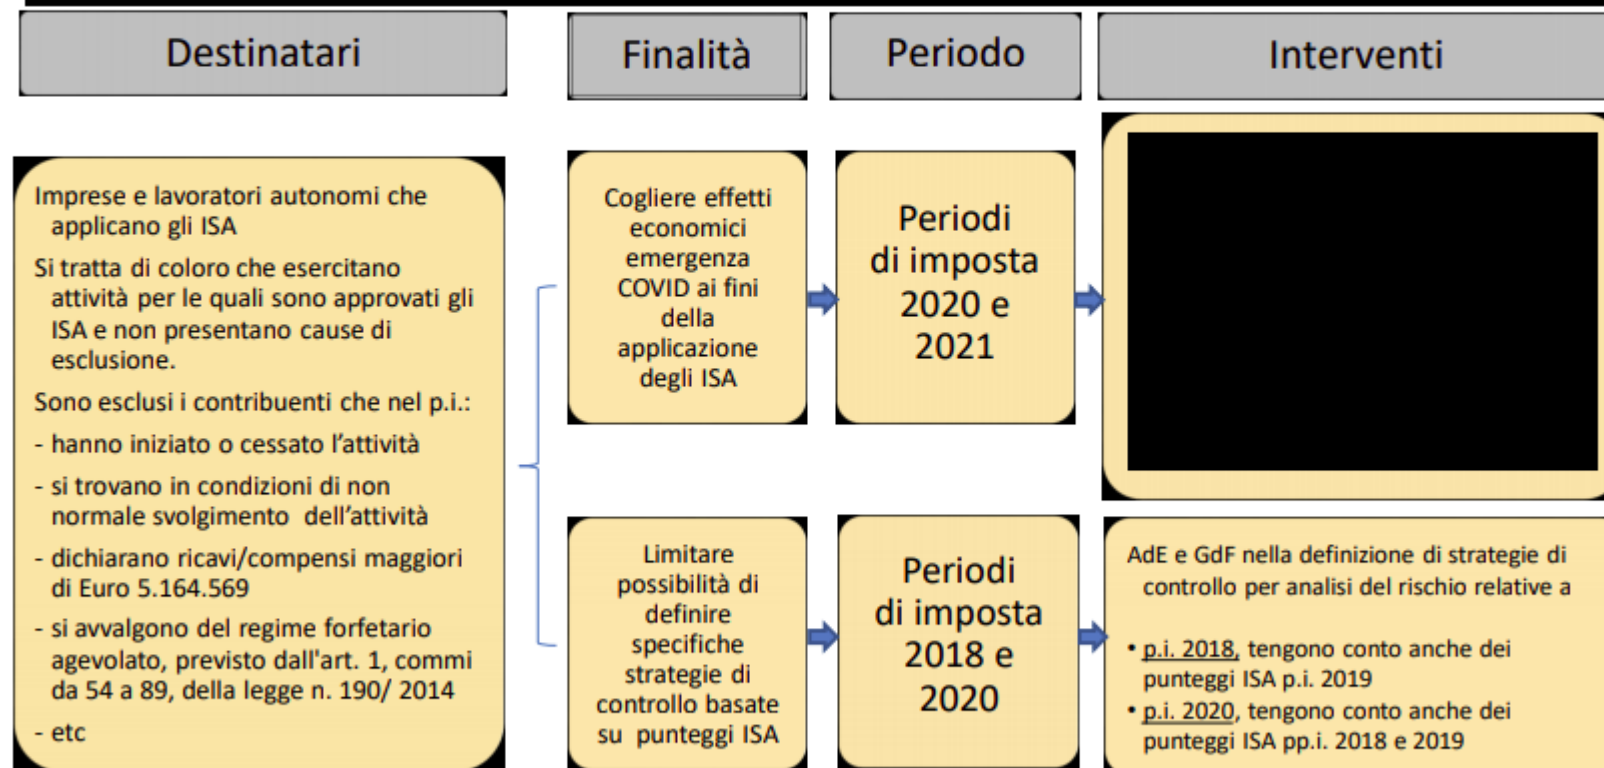 Destinatari
Finalità
Periodo
Interventi
Imprese e lavoratori autonomi che
applicano gli ISA
Si tratta di coloro che esercitano
attività per le quali sono approvati gli
ISA e non presentano cause di
esclusione.
Sono esclusi i contribuenti che nel p.i.:
- hanno iniziato o cessato l'attività
- si trovano in condizioni di non
normale svolgimento dell'attività
- dichiarano ricavi/compensi maggiori
di Euro 5.164.569
- si avvalgono del regime forfetario
agevolato, previsto dall'art. 1, commi
da 54 a 89, della legge n. 190/ 2014
- etc
Cogliere effetti
economici
emergenza
COVID ai fini
della
applicazione
degli ISA
Periodi
di imposta
2020 e
2021
Limitare
possibilità di
definire
specifiche
strategie di
controllo basate
su punteggi ISA
Periodi
di imposta
2018 e
2020
AdE e GdF nella definizione di strategie di
controllo per analisi del rischio relative a
• p.i. 2018, tengono conto anche dei
punteggi ISA p.i. 2019
• p.i. 2020, tengono conto anche dei
punteggi ISA pp.i. 2018 e 2019